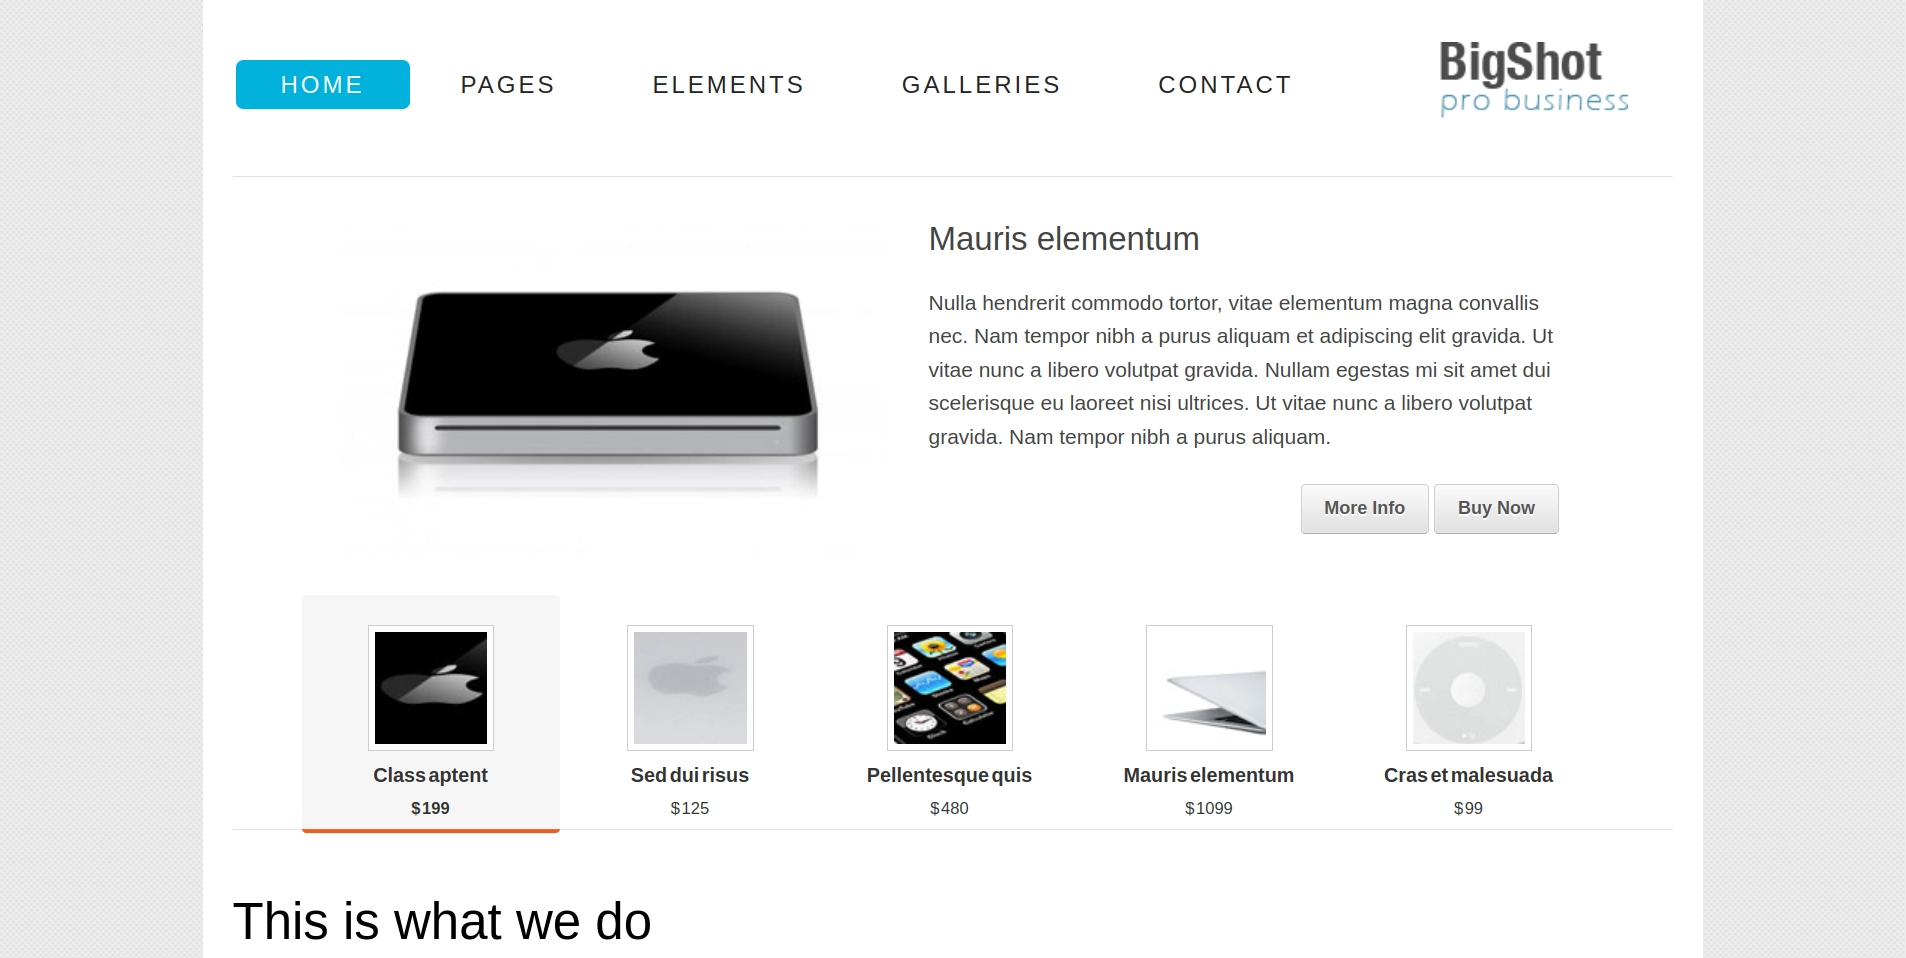 HOME
PAGES
ELEMENTS
GALLERIES
CONTACT
BigShot
pro business
Mauris elementum
Nulla hendrerit commodo tortor, vitae elementum magna convallis
nec. Nam tempor nibh a purus aliquam et adipiscing elit gravida. Ut
vitae nunc a libero volutpat gravida. Nullam egestas mi sit amet dui
scelerisque eu laoreet nisi ultrices. Ut vitae nunc a libero volutpat
gravida. Nam tempor nibh a purus aliquam.
More Info
Buy Now
Class aptent
$199
Sed dui risus
$125
Pellentesque quis
$480
Mauris elementum
$1099
Cras et malesuada
$99
This is what we do